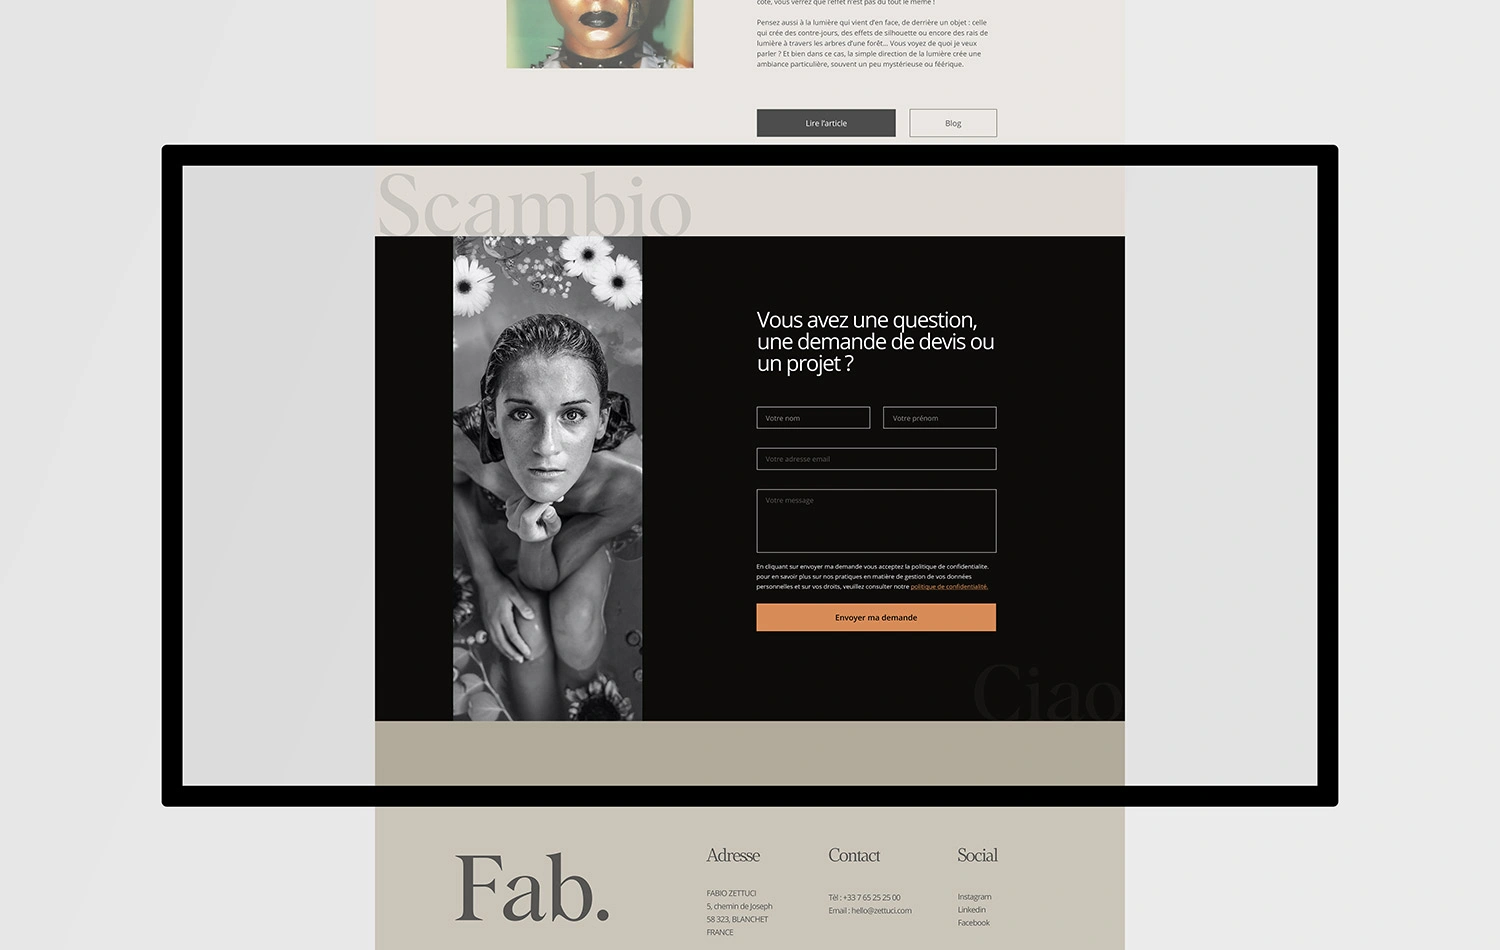 côté, vous verrez que l'effet n'est pas du tout le même !
Pensez aussi à la lumière qui vient d'en face, de derrière un objet : celle
qui crée des contre-jours, des effets de silhouette ou encore des rais de
lumière à travers les arbres d'une forêt... Vous voyez de quoi je veux
parler ? Et bien dans ce cas, la simple direction de la lumière crée une
ambiance particulière, souvent un peu mystérieuse ou féérique.
Lire l'article
Blog
Scambio
Vous avez une question,
une demande de devis ou
un projet ?
Votre nom
Votre prénom
Votre adresse email
Votre message
En cliquant sur envoyer ma demande vous acceptez la politique de confidentialite.
pour en savoir plus sur nos pratiques en matière de gestion de vos données
personnelles et sur vos droits, veuillez consulter notre politique de confidentialité.
Envoyer ma demande
Ciao
Fab.
Adresse
FABIO ZETTUCI
5, chemin de Joseph
58 323, BLANCHET
FRANCE
Contact
Tèl : +33 7 65 25 25 00
Email : hello@zettuci.com
Social
Instagram
Linkedin
Facebook